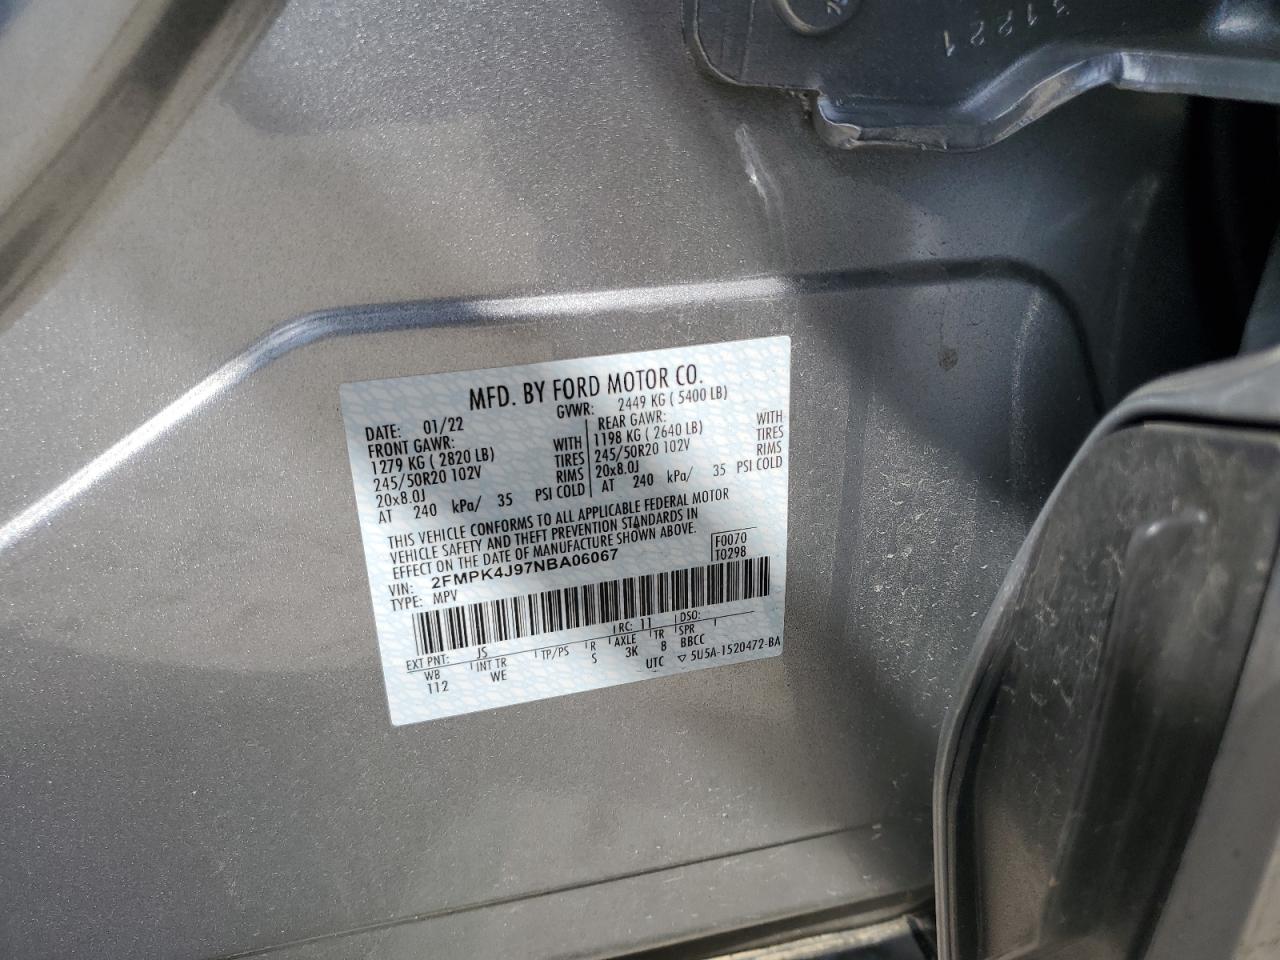 31221
MFD. BY FORD MOTOR CO.
DATE: 01/22 GVWR: 2449 KG ( 5400 LB)
FRONT GAWR: REAR GAWR:
1279 KG ( 2820 LB) WITH 1198 KG ( 2640 LB) WITH
245/50R20 102V TIRES 245/50R20 102V TIRES
20x8.0J RIMS 20x8.0J RIMS
AT 240 kPa/ 35 PSI COLD AT 240 kPa/ 35 PSI COLD
THIS VEHICLE CONFORMS TO ALL APPLICABLE FEDERAL MOTOR
VEHICLE SAFETY AND THEFT PREVENTION STANDARDS IN
EFFECT ON THE DATE OF MANUFACTURE SHOWN ABOVE.
VIN: 2FMPK4J97NBA06067 F0070
TYPE: MPV T0298
EXT PNT: JS RC: 11 DSO:
WB INT TR TP/PS R AXLE TR SPR
112 WE S 3K 8 BBCC
UTC ▽ 5U5A-1520472-BA